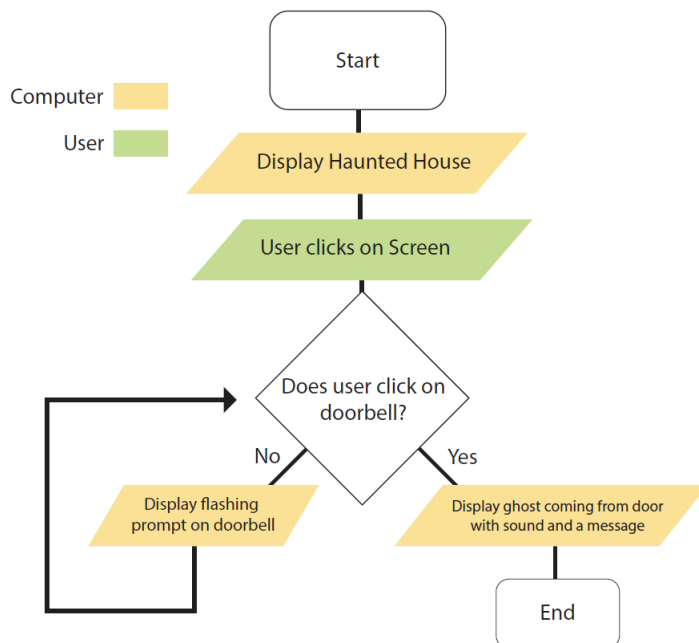 Start
Computer
User
Display Haunted House
User clicks on Screen
Does user click on
doorbell?
No
Yes
Display flashing
prompt on doorbell
Display ghost coming from door
with sound and a message
End